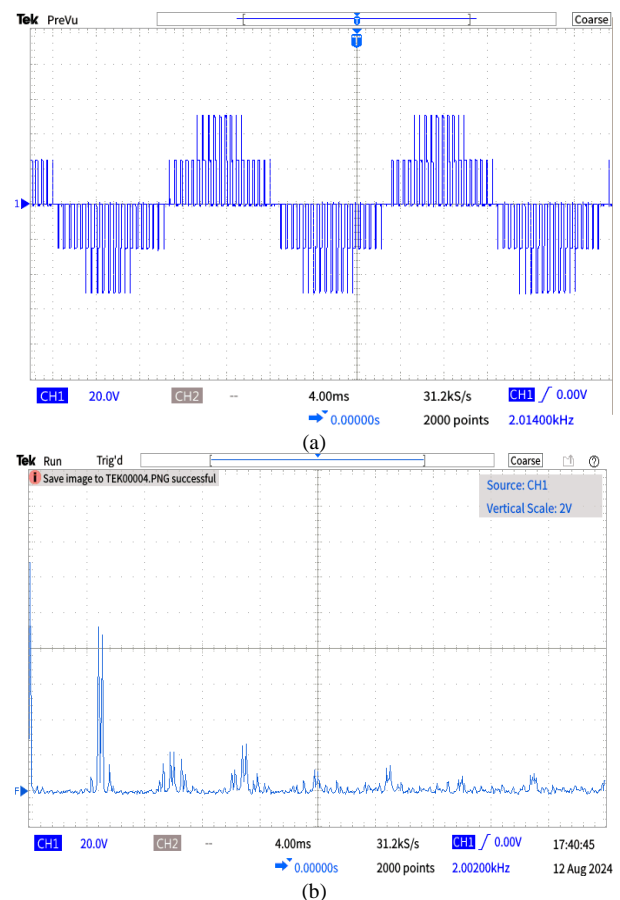 Tek PreVu Coarse
T
1
CH1 20.0V CH2 -- 4.00ms 31.2kS/s CH1 0.00V
0.00000s 2000 points 2.01400kHz
(a)
Tek Run Trig'd Coarse ?
i Save image to TEK00004.PNG successful
Source: CH1
Vertical Scale: 2V
F
CH1 20.0V CH2 -- 4.00ms 31.2kS/s CH1 0.00V 17:40:45
0.00000s 2000 points 2.00200kHz 12 Aug 2024
(b)